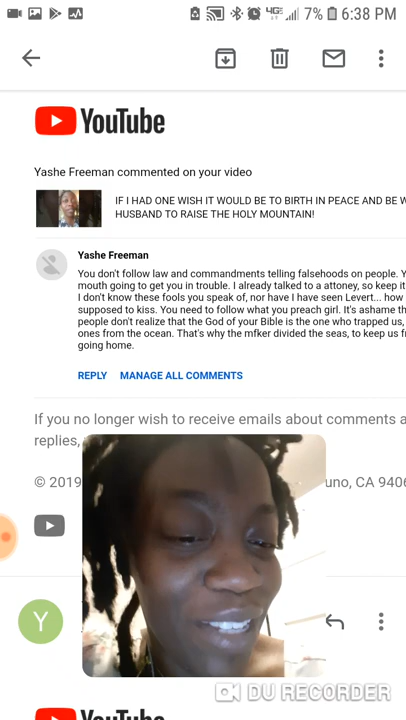 4GE 7% 6:38 PM
YouTube
Yashe Freeman commented on your video
IF I HAD ONE WISH IT WOULD BE TO BIRTH IN PEACE AND BE W
HUSBAND TO RAISE THE HOLY MOUNTAIN!
Yashe Freeman
You don't follow law and commandments telling falsehoods on people. Y
mouth going to get you in trouble. I already talked to a attoney, so keep it
I don't know these fools you speak of, nor have I have seen Levert... how
supposed to kiss. You need to follow what you preach girl. It's ashame th
people don't realize that the God of your Bible is the one who trapped us,
ones from the ocean. That's why the mfker divided the seas, to keep us fr
going home.
REPLY MANAGE ALL COMMENTS
If you no longer wish to receive emails about comments a
replies,
© 2019 uno, CA 9406
Y
DU RECORDER
YouTube